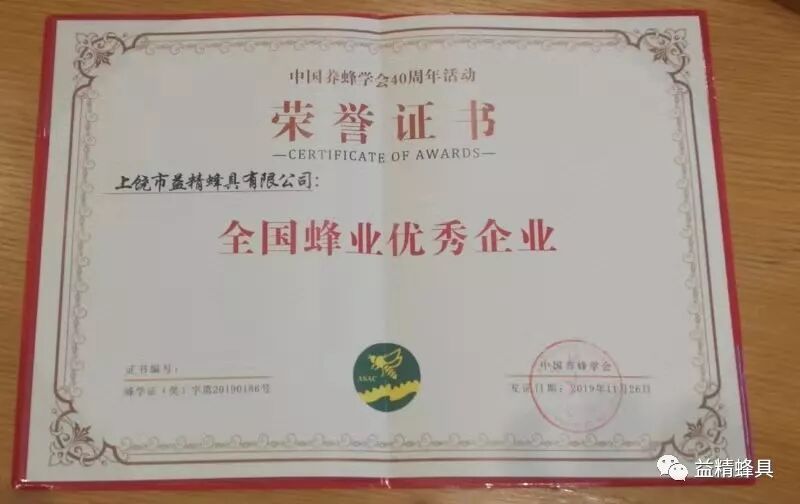 中国养蜂学会40周年活动
荣誉证书
CERTIFICATE OF AWARDS
上饶市益精蜂具有限公司:
全国蜂业优秀企业
证书编号:
蜂学证(奖)字第20190186号
ASAC
中国养蜂学会
发证日期:2019年11月26日
益精蜂具